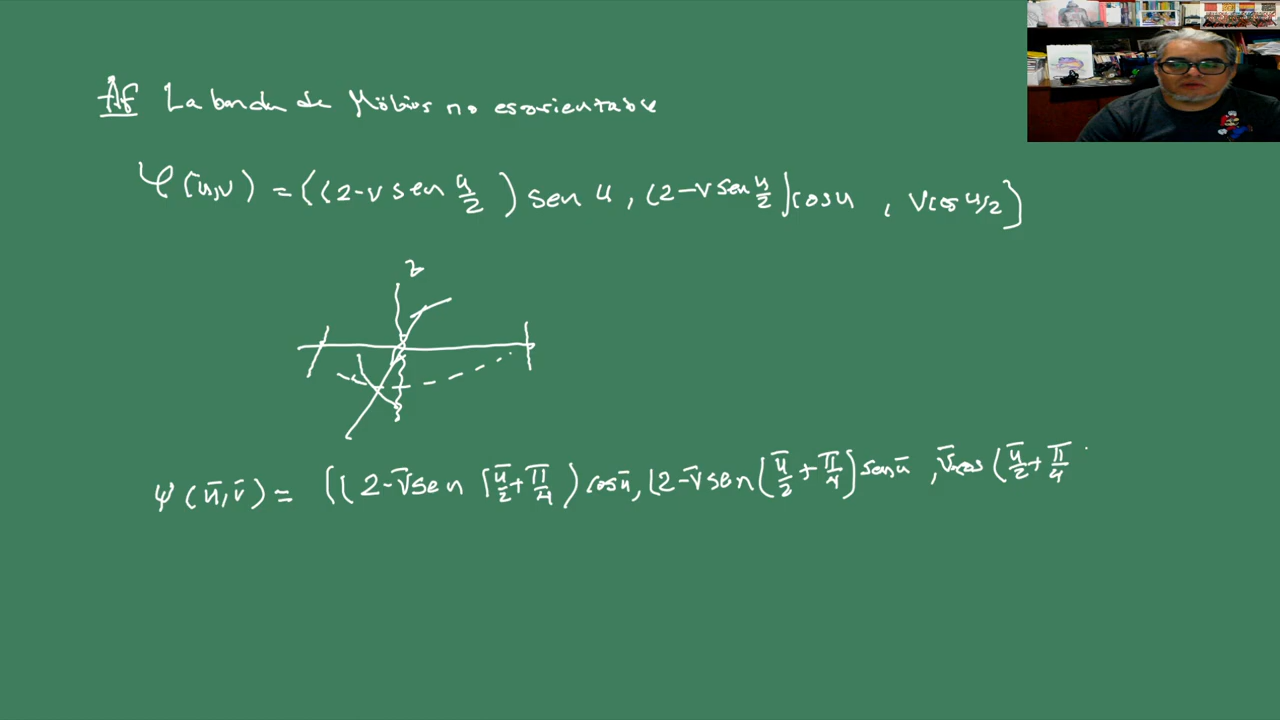 Af La banda de Möbius no es orientable
φ(u,v) = ((2-v sen u/2) sen u, (2-v sen u/2) cos u, v cos u/2)
z
ψ(ū,v̄) = ((2-v̄ sen (ū/2+π/4) cos ū, (2-v̄ sen (ū/2+π/4) sen ū, v̄ cos (ū/2+π/4